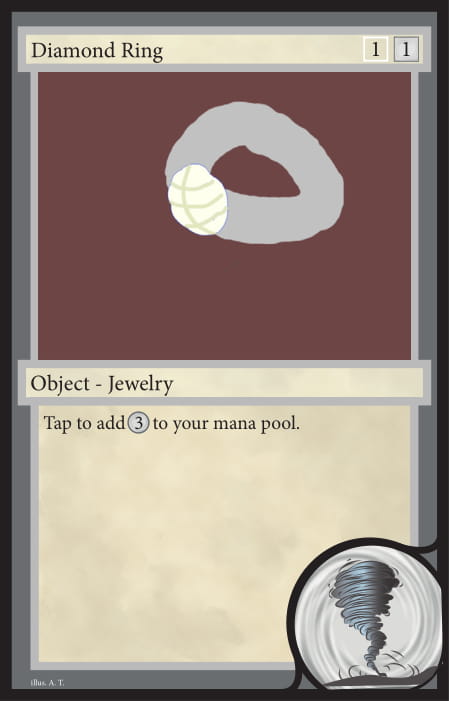 Diamond Ring 1 1
Object - Jewelry
Tap to add 3 to your mana pool.
illus. A. T.